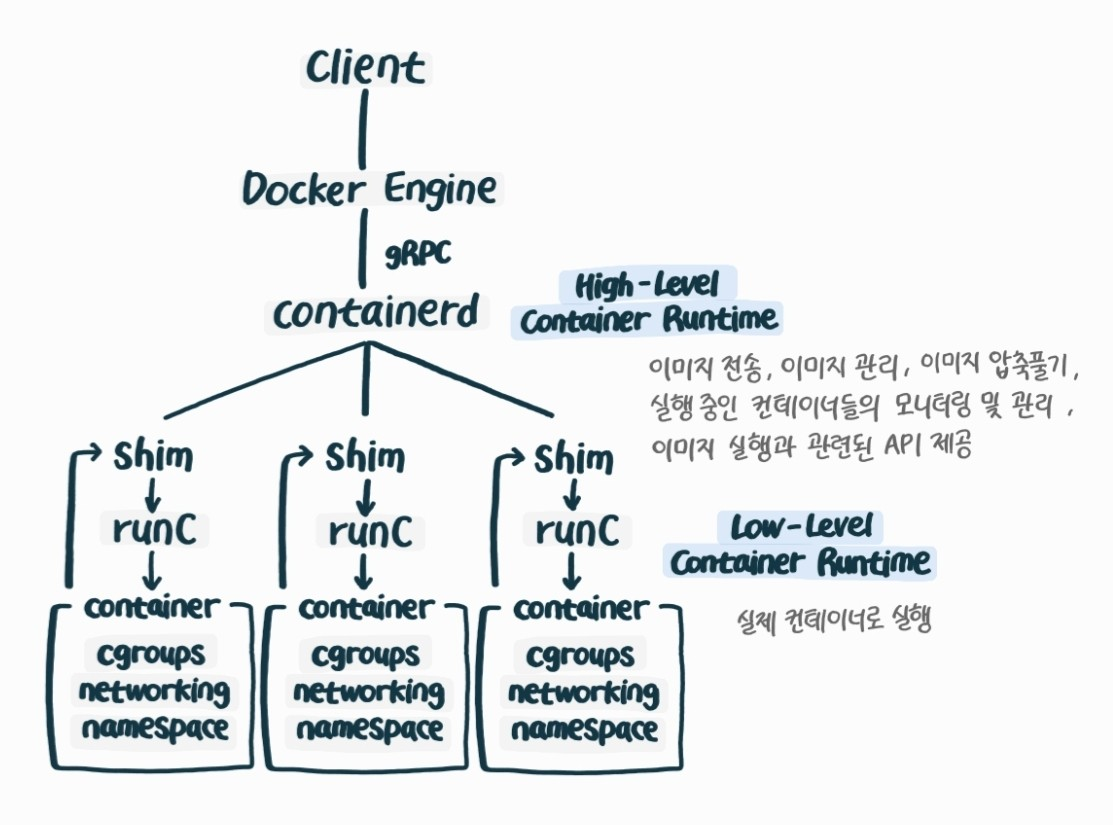 Client
Docker Engine
gRPC
containerd
High-Level
Container Runtime
이미지 전송, 이미지 관리, 이미지 압축풀기,
실행 중인 컨테이너들의 모니터링 및 관리,
이미지 실행과 관련된 API 제공
Shim Shim Shim
runC runC runC
Low-Level
Container Runtime
실제 컨테이너로 실행
container container container
cgroups cgroups cgroups
networking networking networking
namespace namespace namespace